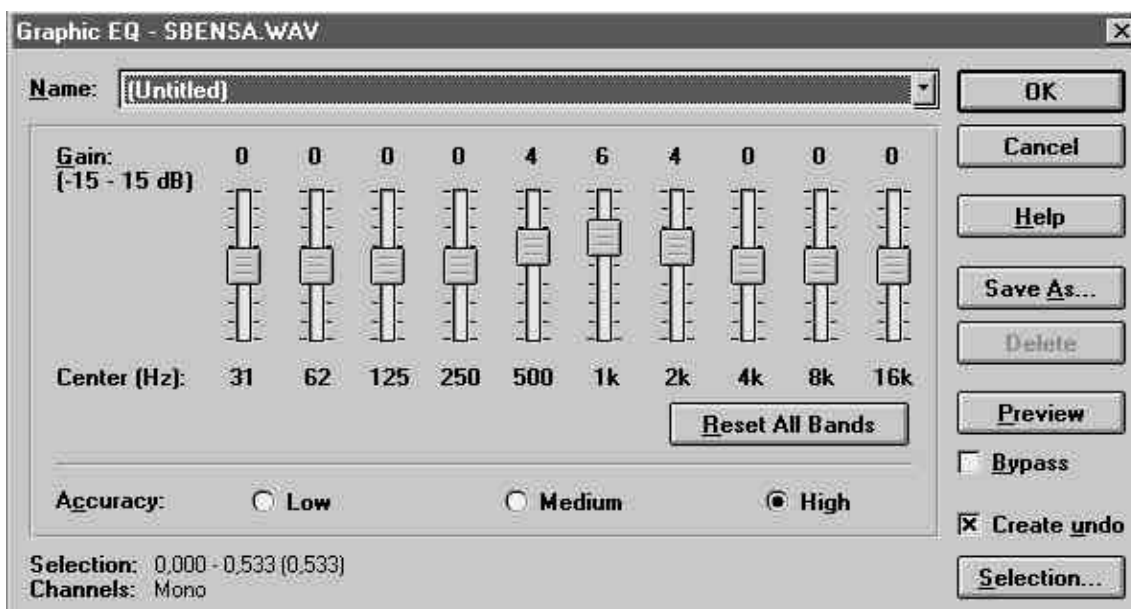 Graphic EQ - SBENSA.WAV
Name: (Untitled)
OK
Gain: 0 0 0 0 4 6 4 0 0 0
(-15 - 15 dB)
Cancel
Help
Save As...
Delete
Center (Hz): 31 62 125 250 500 1k 2k 4k 8k 16k
Preview
Reset All Bands
Bypass
Accuracy: Low Medium High
Create undo
Selection: 0,000 - 0,533 (0,533)
Channels: Mono
Selection...